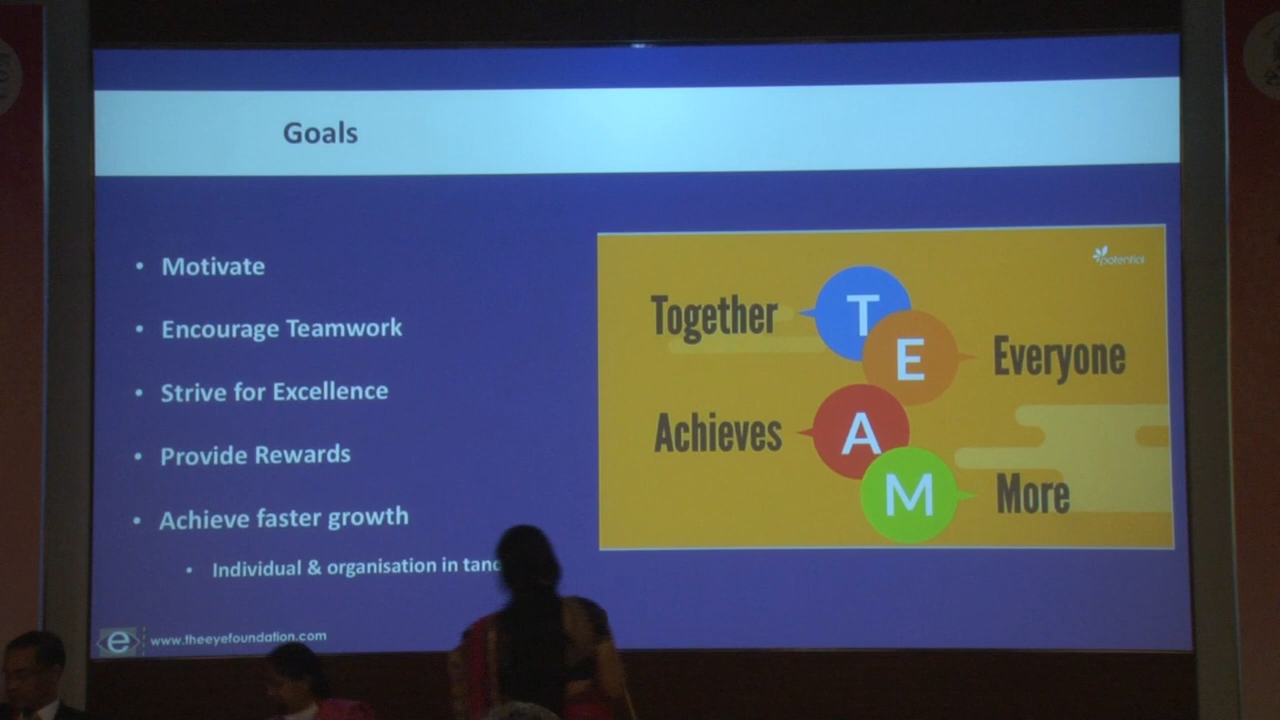 Goals
• Motivate
• Encourage Teamwork
• Strive for Excellence
• Provide Rewards
• Achieve faster growth
• Individual & organisation in
e www.theeyefoundation.com
potential
Together T
E Everyone
Achieves A
M More